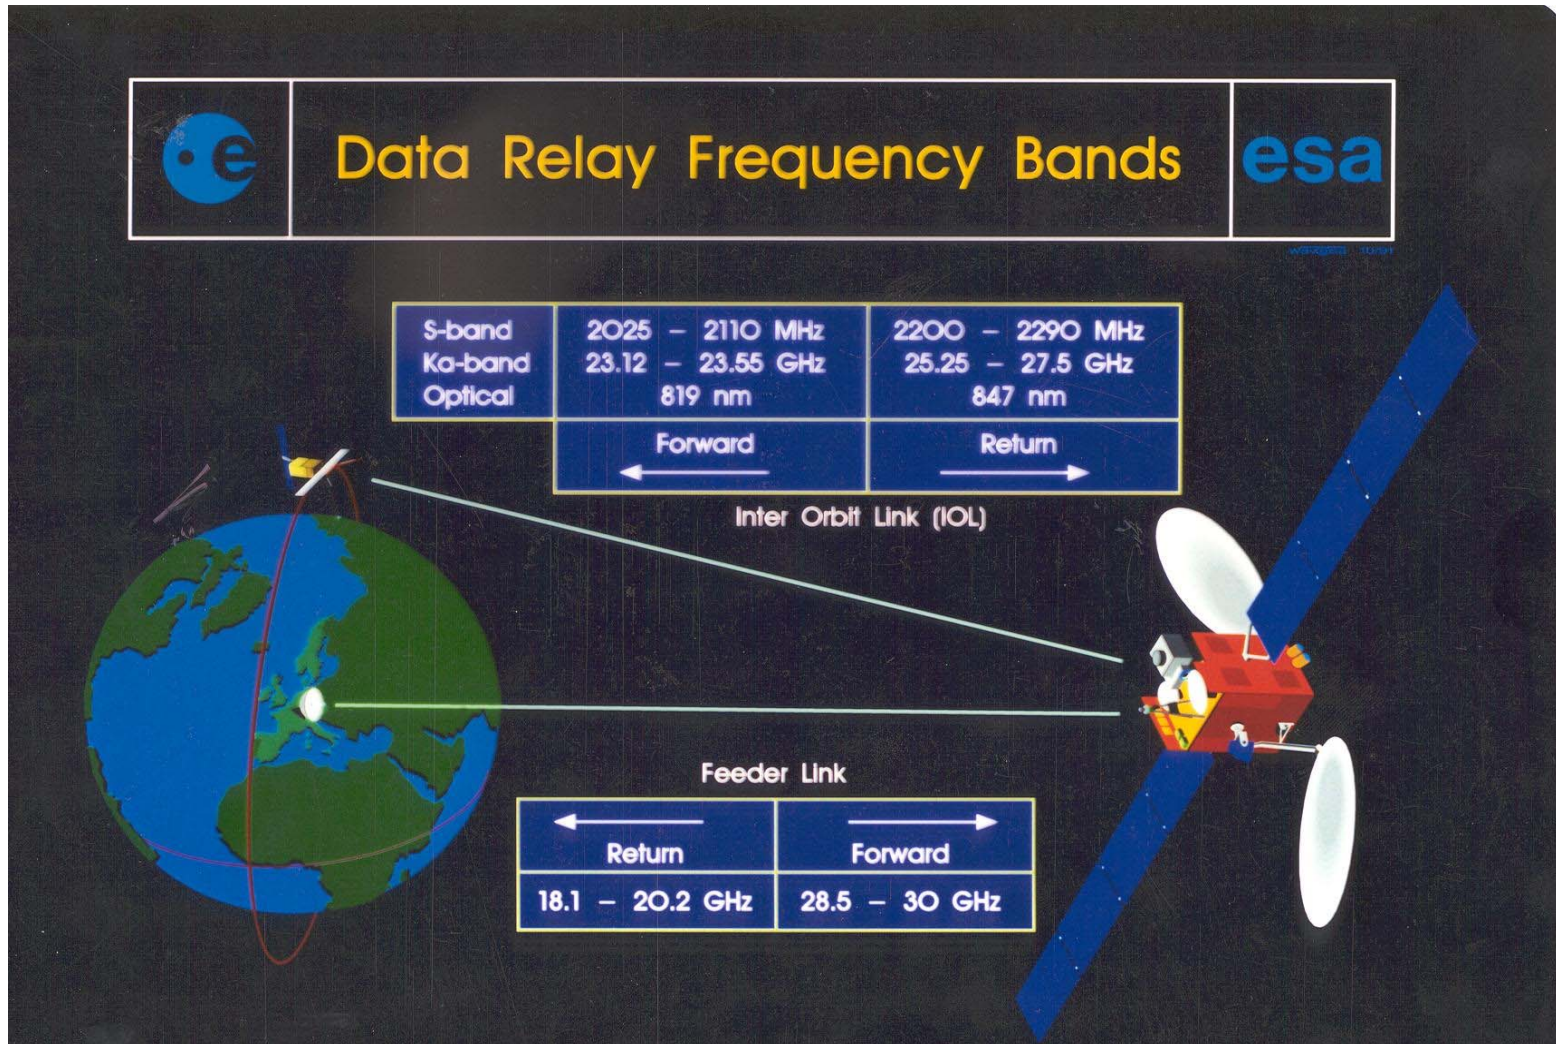 e
Data Relay Frequency Bands
esa
S-band 2025 – 2110 MHz 2200 – 2290 MHz
Ka-band 23.12 – 23.55 GHz 25.25 – 27.5 GHz
Optical 819 nm 847 nm
Forward Return
Inter Orbit Link (IOL)
Feeder Link
Return Forward
18.1 – 20.2 GHz 28.5 – 30 GHz